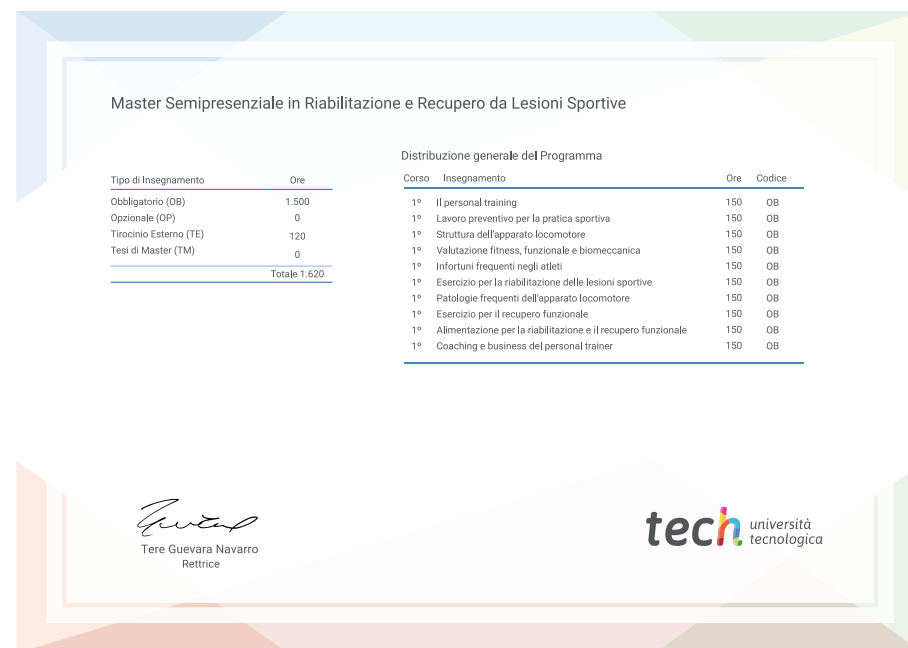 Master Semipresenziale in Riabilitazione e Recupero da Lesioni Sportive
Tipo di Insegnamento Ore
Obbligatorio (OB) 1.500
Opzionale (OP) 0
Tirocinio Esterno (TE) 120
Tesi di Master (TM) 0
Totale 1.620
Distribuzione generale del Programma
Corso Insegnamento Ore Codice
1º Il personal training 150 OB
1º Lavoro preventivo per la pratica sportiva 150 OB
1º Struttura dell'apparato locomotore 150 OB
1º Valutazione fitness, funzionale e biomeccanica 150 OB
1º Infortuni frequenti negli atleti 150 OB
1º Esercizio per la riabilitazione delle lesioni sportive 150 OB
1º Patologie frequenti dell'apparato locomotore 150 OB
1º Esercizio per il recupero funzionale 150 OB
1º Alimentazione per la riabilitazione e il recupero funzionale 150 OB
1º Coaching e business del personal trainer 150 OB
Tere Guevara Navarro
Rettrice
tech università
tecnologica